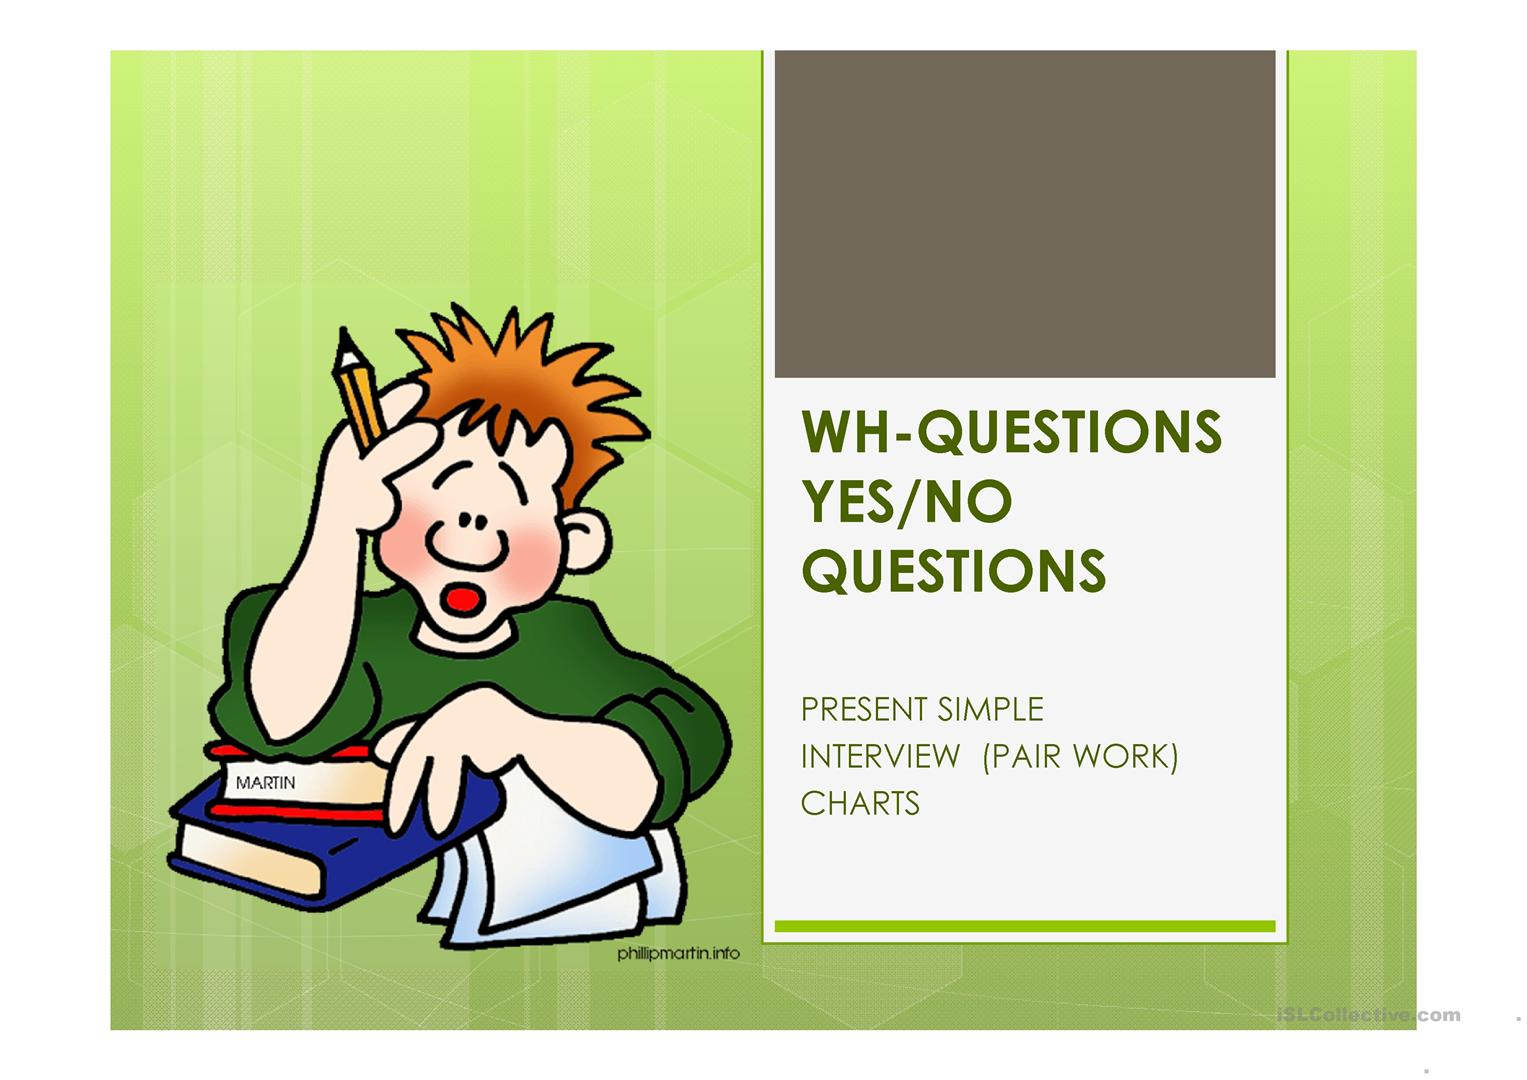 WH-QUESTIONS
YES/NO
QUESTIONS
PRESENT SIMPLE
INTERVIEW (PAIR WORK)
CHARTS
MARTIN
phillipmartin.info
iSLCollective.com